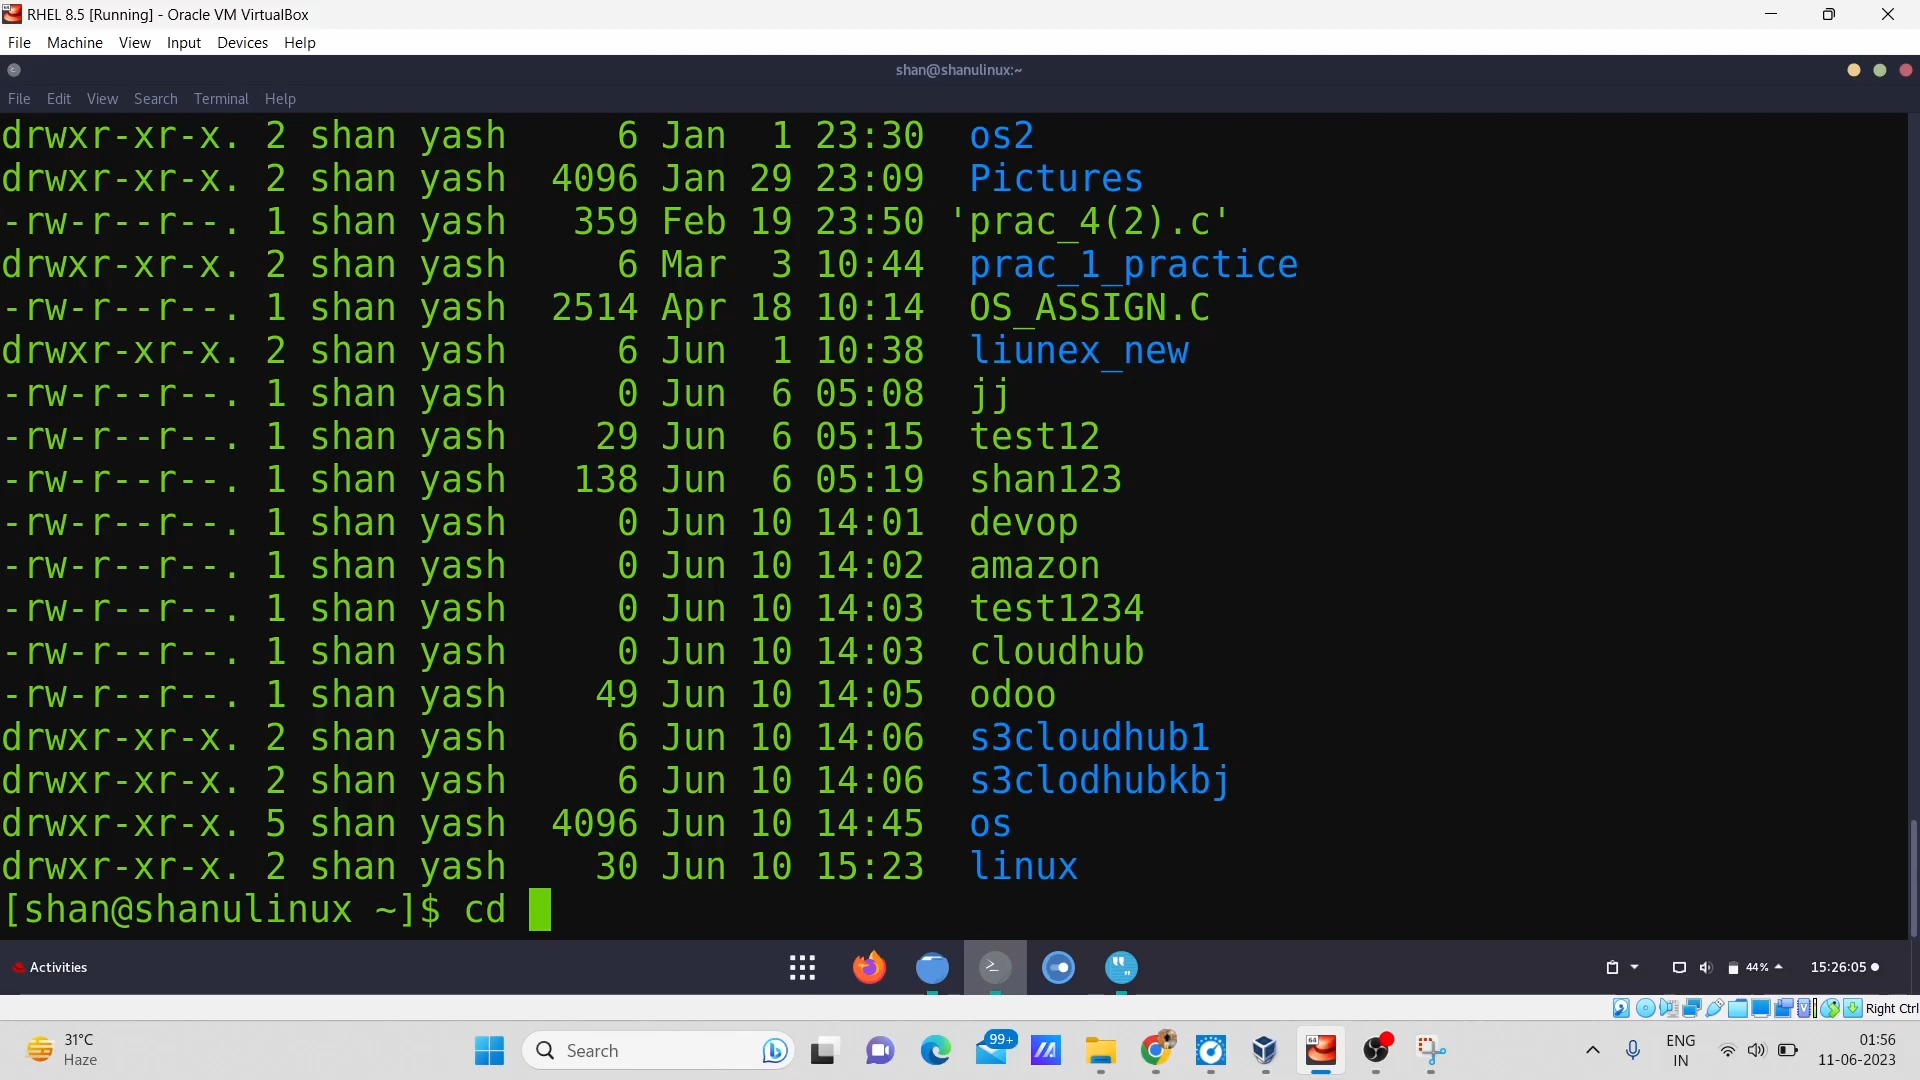 RHEL 8.5 [Running] - Oracle VM VirtualBox
File Machine View Input Devices Help
shan@shanulinux:~
File Edit View Search Terminal Help
drwxr-xr-x. 2 shan yash 6 Jan 1 23:30 os2
drwxr-xr-x. 2 shan yash 4096 Jan 29 23:09 Pictures
-rw-r--r--. 1 shan yash 359 Feb 19 23:50 'prac_4(2).c'
drwxr-xr-x. 2 shan yash 6 Mar 3 10:44 prac_1_practice
-rw-r--r--. 1 shan yash 2514 Apr 18 10:14 OS_ASSIGN.C
drwxr-xr-x. 2 shan yash 6 Jun 1 10:38 liunex_new
-rw-r--r--. 1 shan yash 0 Jun 6 05:08 jj
-rw-r--r--. 1 shan yash 29 Jun 6 05:15 test12
-rw-r--r--. 1 shan yash 138 Jun 6 05:19 shan123
-rw-r--r--. 1 shan yash 0 Jun 10 14:01 devop
-rw-r--r--. 1 shan yash 0 Jun 10 14:02 amazon
-rw-r--r--. 1 shan yash 0 Jun 10 14:03 test1234
-rw-r--r--. 1 shan yash 0 Jun 10 14:03 cloudhub
-rw-r--r--. 1 shan yash 49 Jun 10 14:05 odoo
drwxr-xr-x. 2 shan yash 6 Jun 10 14:06 s3cloudhub1
drwxr-xr-x. 2 shan yash 6 Jun 10 14:06 s3clodhubkbj
drwxr-xr-x. 5 shan yash 4096 Jun 10 14:45 os
drwxr-xr-x. 2 shan yash 30 Jun 10 15:23 linux
[shan@shanulinux ~]$ cd
Activities 44% 15:26:05
Right Ctrl
31°C
Haze
Search
99+
ENG
IN
01:56
11-06-2023